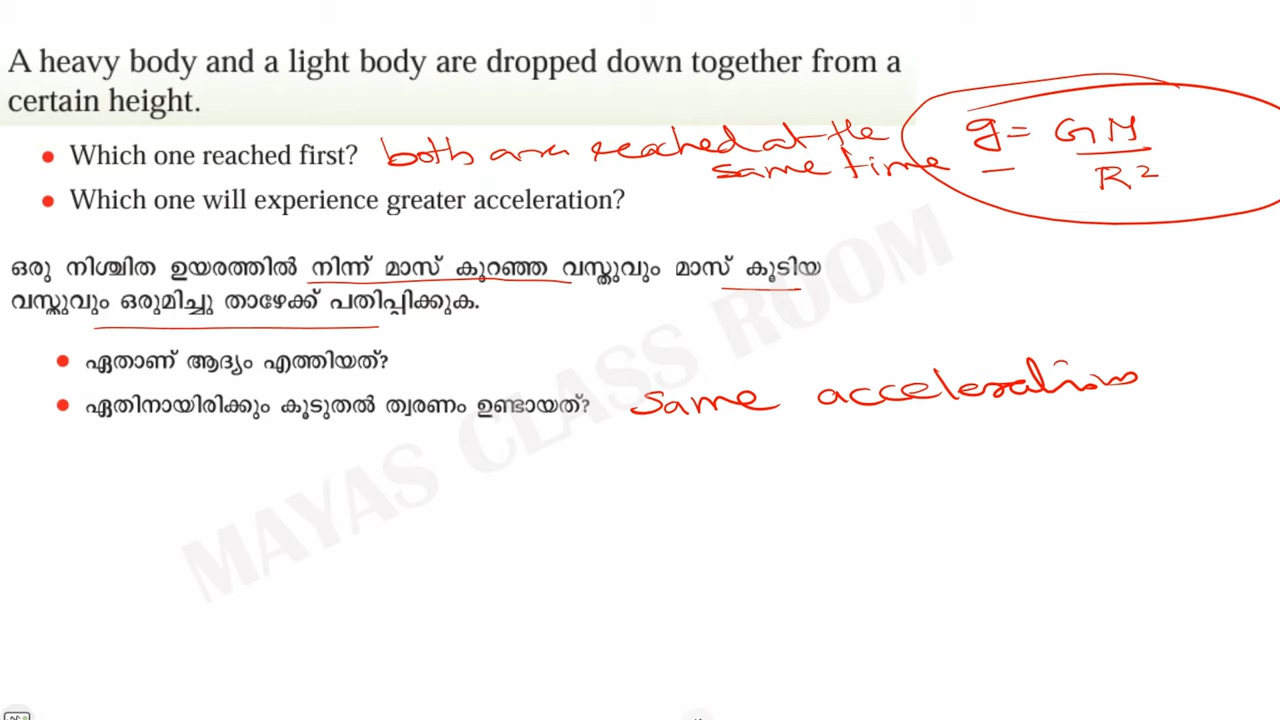 A heavy body and a light body are dropped down together from a
certain height.
• Which one reached first? both are reached at the
same time
g = GM
R²
• Which one will experience greater acceleration?
ഒരു നിശ്ചിത ഉയരത്തിൽ നിന്ന് മാസ് കുറഞ്ഞ വസ്തുവും മാസ് കൂടിയ
വസ്തുവും ഒരുമിച്ചു താഴേക്ക് പതിപ്പിക്കുക.
• ഏതാണ് ആദ്യം എത്തിയത്?
• ഏതിനായിരിക്കും കൂടുതൽ ത്വരണം ഉണ്ടായത്? same acceleration
MAYAS CLASS ROOM